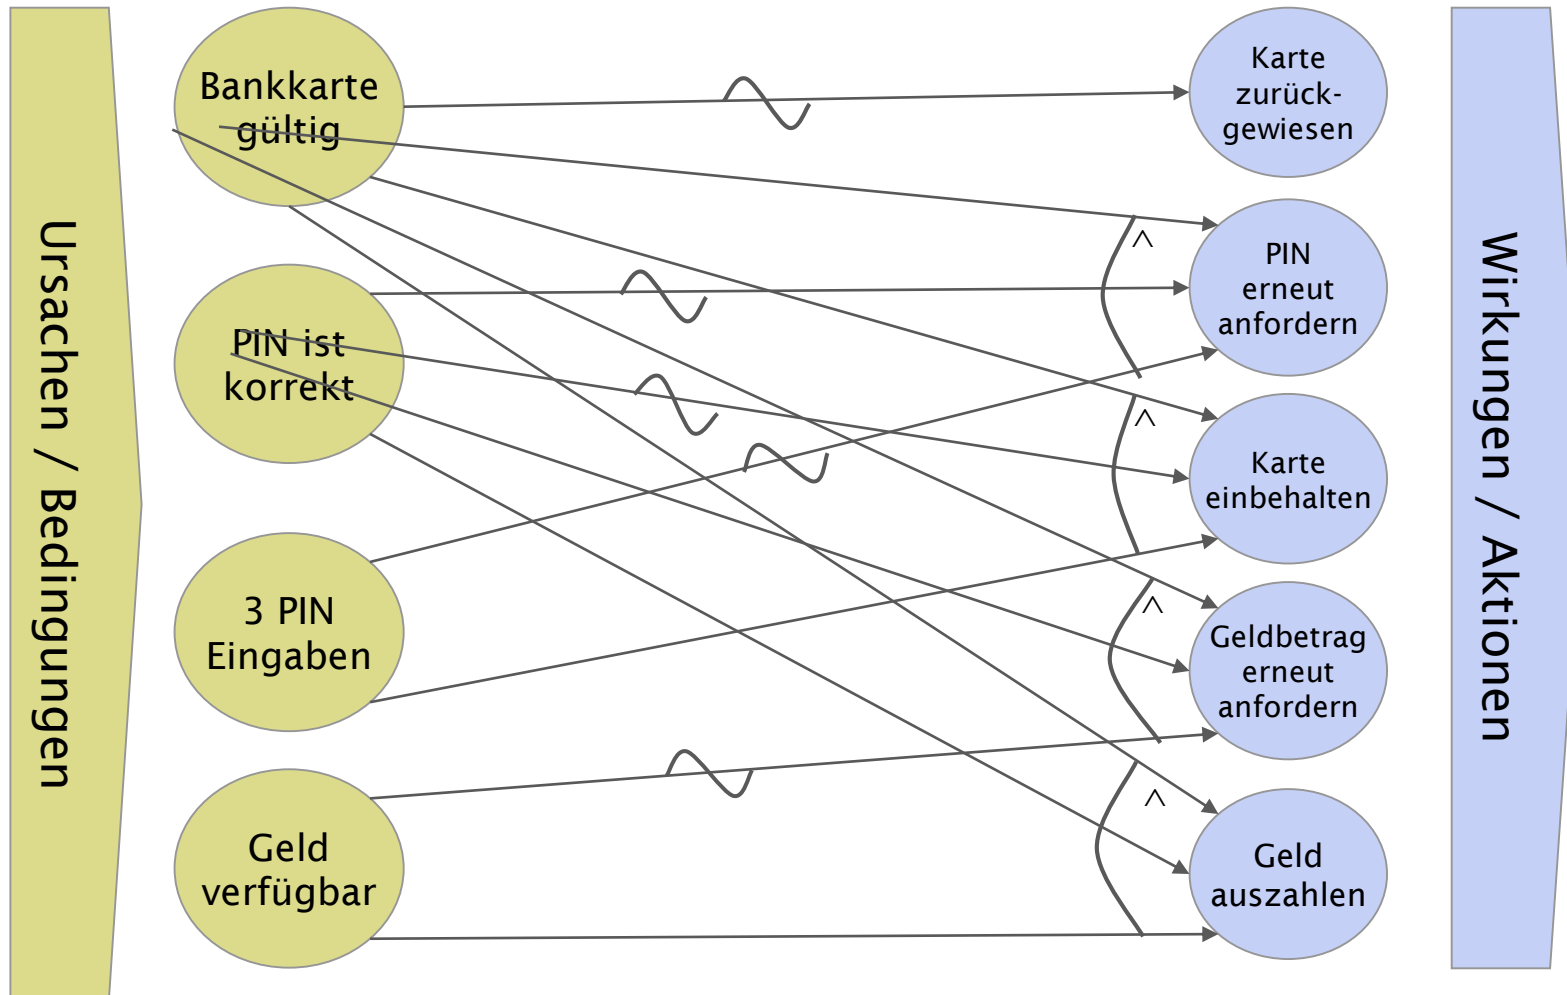 Ursachen / Bedingungen
Bankkarte
gültig
PIN ist
korrekt
3 PIN
Eingaben
Geld
verfügbar
Karte
zurück-
gewiesen
^
PIN
erneut
anfordern
^
Karte
einbehalten
^
Geldbetrag
erneut
anfordern
^
Geld
auszahlen
Wirkungen / Aktionen